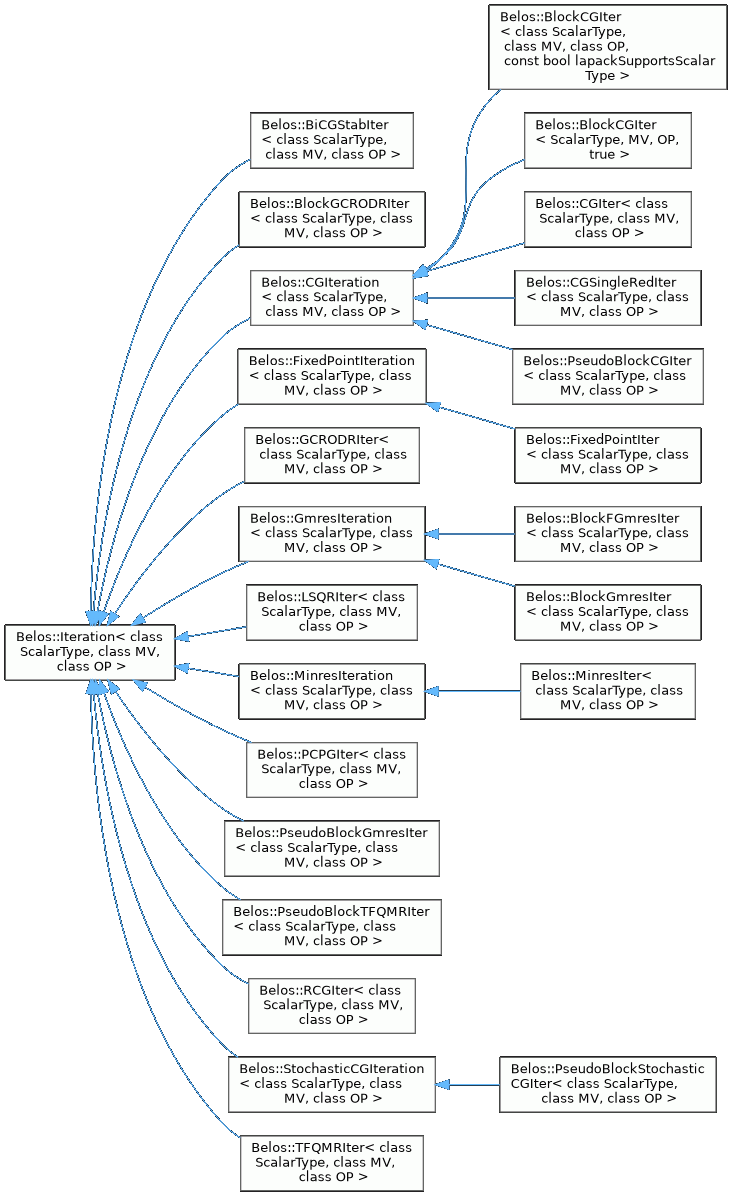 Belos::BlockCGIter
< class ScalarType,
class MV, class OP,
const bool lapackSupportsScalar
Type >
Belos::BiCGStabIter
< class ScalarType,
class MV, class OP >
Belos::BlockCGIter
< ScalarType, MV, OP,
true >
Belos::BlockGCRODRIter
< class ScalarType, class
MV, class OP >
Belos::CGIter< class
ScalarType, class MV,
class OP >
Belos::CGIteration
< class ScalarType,
class MV, class OP >
Belos::CGSingleRedIter
< class ScalarType, class
MV, class OP >
Belos::FixedPointIteration
< class ScalarType, class
MV, class OP >
Belos::PseudoBlockCGIter
< class ScalarType, class
MV, class OP >
Belos::GCRODRIter<
class ScalarType, class
MV, class OP >
Belos::FixedPointIter
< class ScalarType, class
MV, class OP >
Belos::GmresIteration
< class ScalarType, class
MV, class OP >
Belos::BlockFGmresIter
< class ScalarType, class
MV, class OP >
Belos::LSQRIter< class
ScalarType, class MV,
class OP >
Belos::BlockGmresIter
< class ScalarType, class
MV, class OP >
Belos::Iteration< class
ScalarType, class MV,
class OP >
Belos::MinresIteration
< class ScalarType, class
MV, class OP >
Belos::MinresIter<
class ScalarType, class
MV, class OP >
Belos::PCPGIter< class
ScalarType, class MV,
class OP >
Belos::PseudoBlockGmresIter
< class ScalarType, class
MV, class OP >
Belos::PseudoBlockTFQMRIter
< class ScalarType, class
MV, class OP >
Belos::RCGIter< class
ScalarType, class MV,
class OP >
Belos::StochasticCGIteration
< class ScalarType, class
MV, class OP >
Belos::PseudoBlockStochastic
CGIter< class ScalarType,
class MV, class OP >
Belos::TFQMRIter< class
ScalarType, class MV,
class OP >